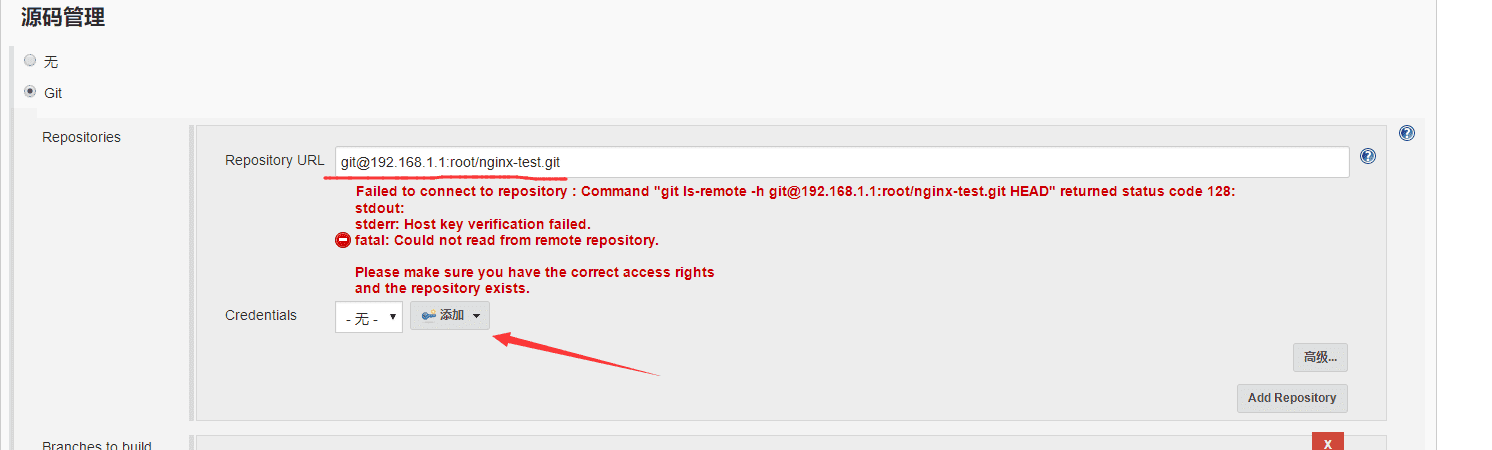 源码管理
无
Git
Repositories
Repository URL git@192.168.1.1:root/nginx-test.git
Failed to connect to repository : Command "git ls-remote -h git@192.168.1.1:root/nginx-test.git HEAD" returned status code 128:
stdout:
stderr: Host key verification failed.
fatal: Could not read from remote repository.
Please make sure you have the correct access rights
and the repository exists.
Credentials - 无 - 添加
高级...
Add Repository
Branches to build
X